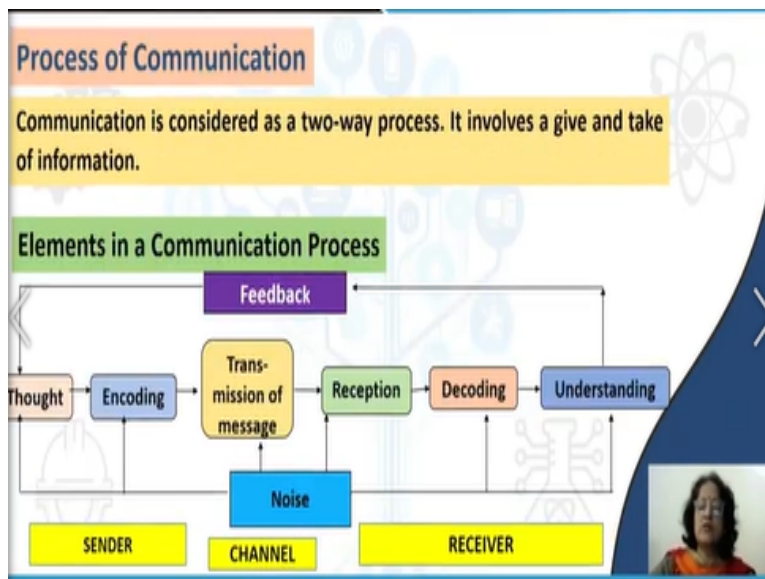 Process of Communication
Communication is considered as a two-way process. It involves a give and take
of information.
Elements in a Communication Process
Feedback
Thought
Encoding
Trans-
mission of
message
Reception
Decoding
Understanding
Noise
SENDER
CHANNEL
RECEIVER